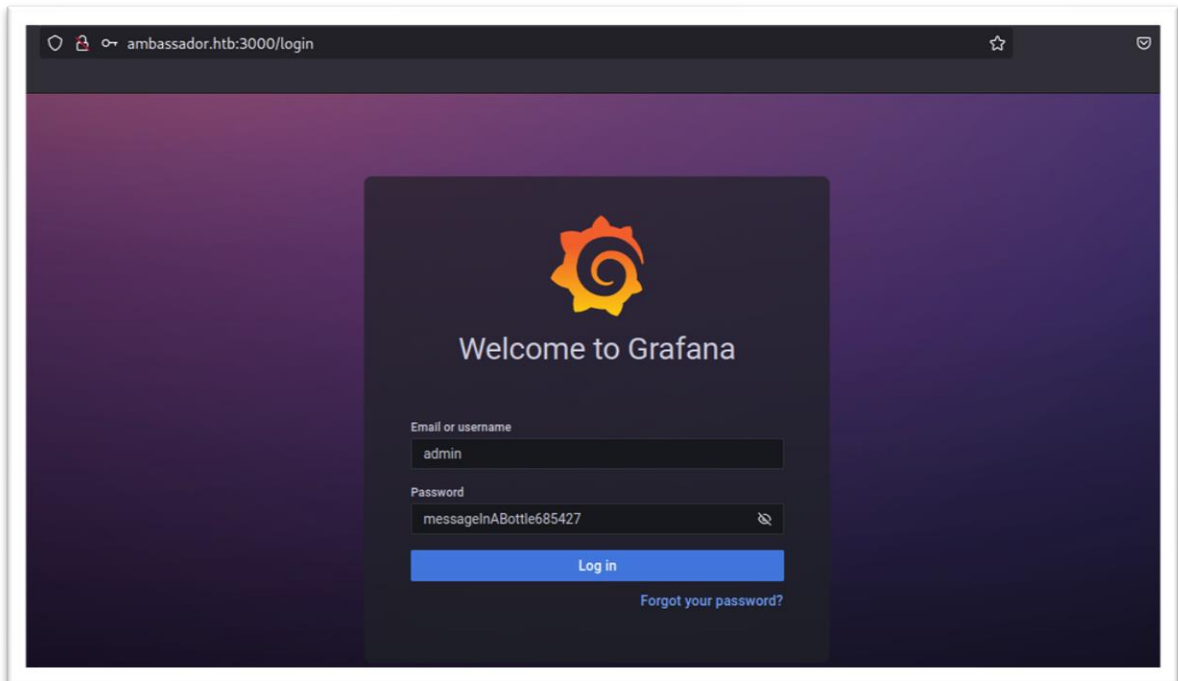 ambassador.htb:3000/login
Welcome to Grafana
Email or username
admin
Password
messageInABottle685427
Log in
Forgot your password?